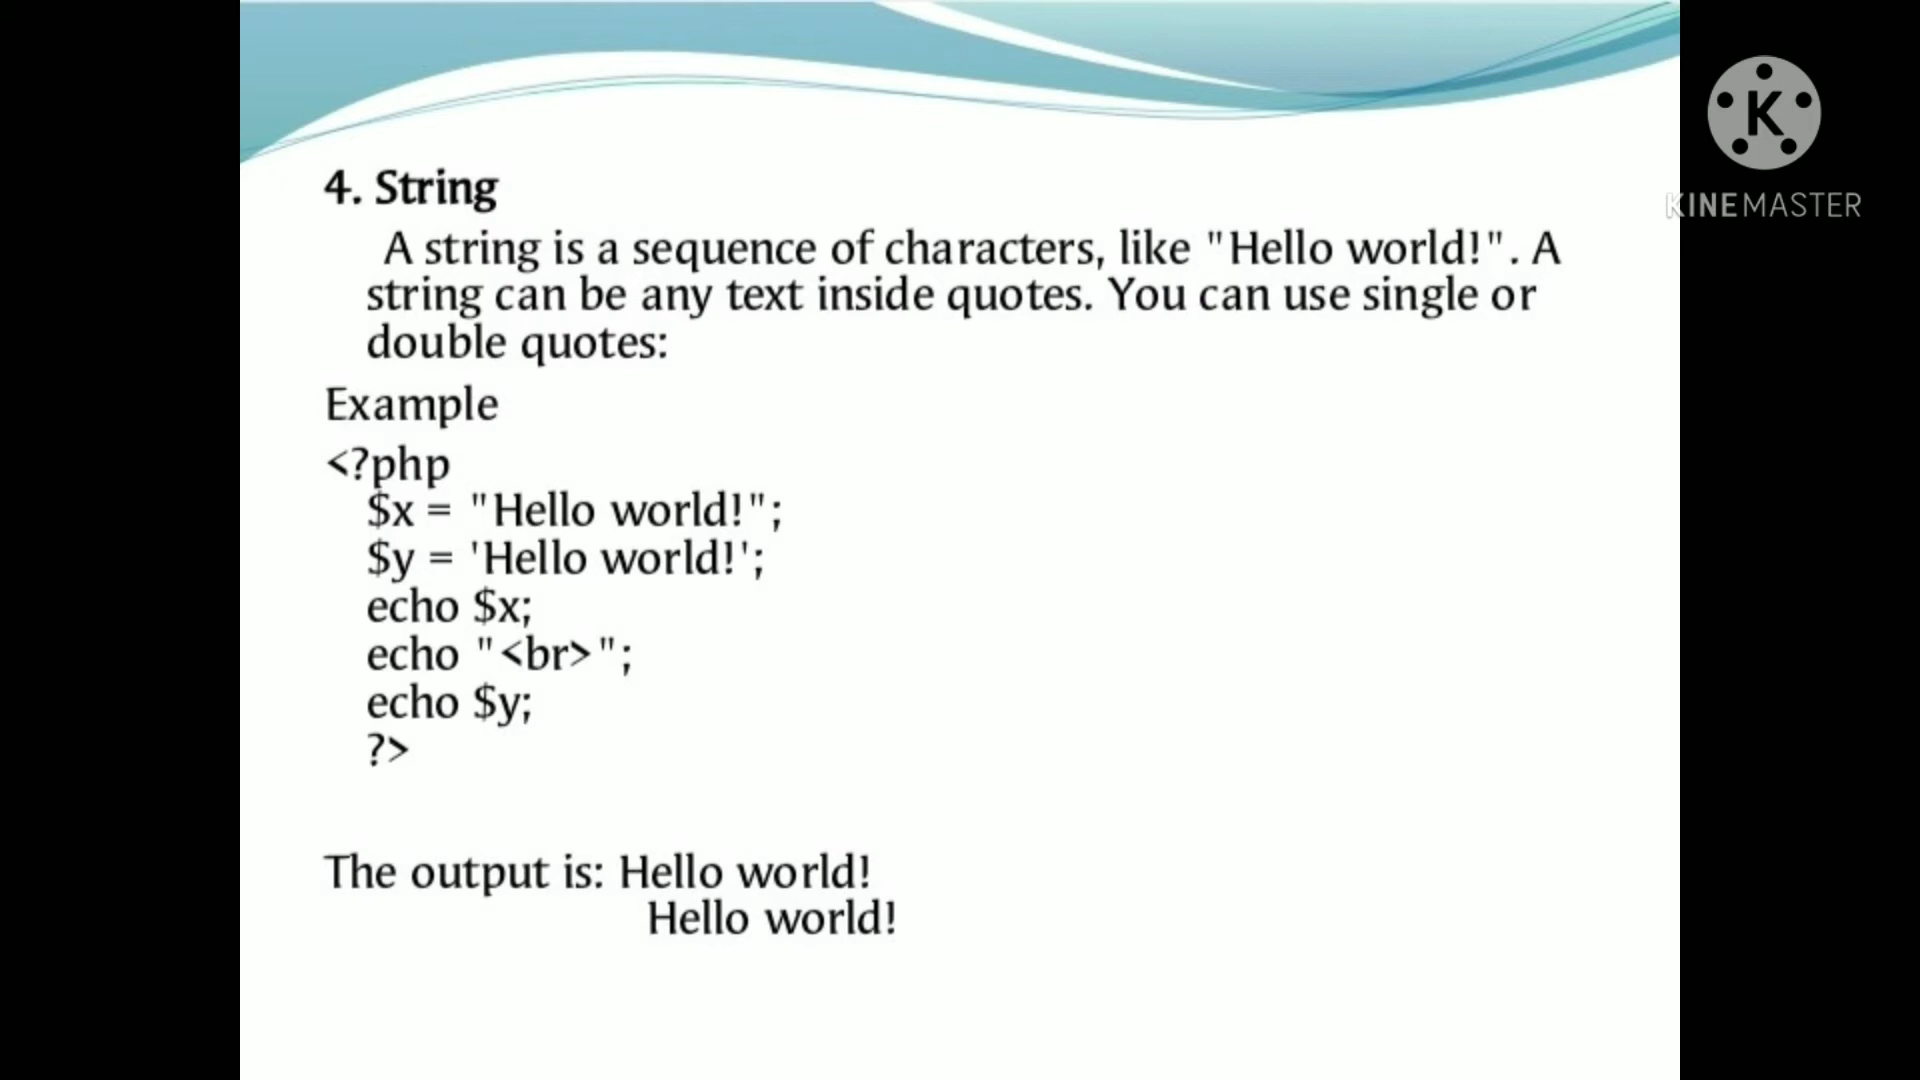 K
KINEMASTER
4. String
A string is a sequence of characters, like "Hello world!". A
string can be any text inside quotes. You can use single or
double quotes:
Example
<?php
$x = "Hello world!";
$y = 'Hello world!';
echo $x;
echo "<br>";
echo $y;
?>
The output is: Hello world!
Hello world!